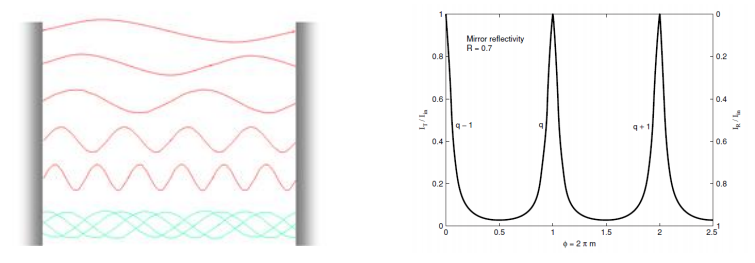 Mirror reflectivity
R = 0.7
q − 1
q
q + 1
1
0.8
0.6
0.4
0.2
0
0
0.5
1
1.5
2
2.5
0
0.2
0.4
0.6
0.8
1
I_T / I_in
I_R / I_in
ϕ = 2 π m